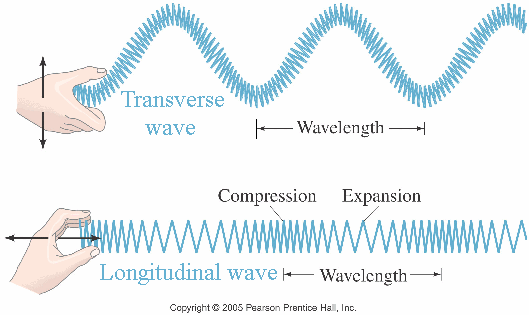 Transverse
wave
Wavelength
Compression
Expansion
Longitudinal wave
Wavelength
Copyright © 2005 Pearson Prentice Hall, Inc.